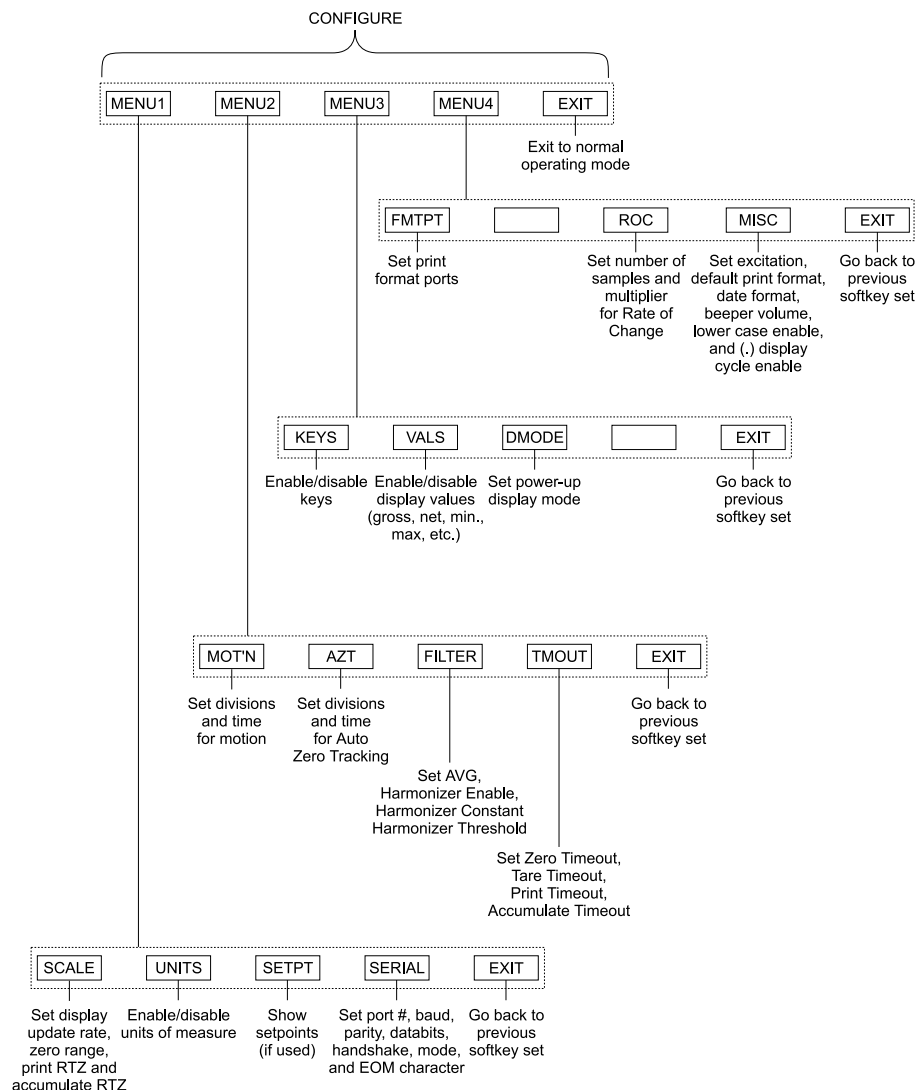 CONFIGURE
MENU1 MENU2 MENU3 MENU4 EXIT
Exit to normal
operating mode
FMTPT ROC MISC EXIT
Set print
format ports
Set number of
samples and
multiplier
for Rate of
Change
Set excitation,
default print format,
date format,
beeper volume,
lower case enable,
and (.) display
cycle enable
Go back to
previous
softkey set
KEYS VALS DMODE EXIT
Enable/disable
keys
Enable/disable
display values
(gross, net, min.,
max, etc.)
Set power-up
display mode
Go back to
previous
softkey set
MOT'N AZT FILTER TMOUT EXIT
Set divisions
and time
for motion
Set divisions
and time
for Auto
Zero Tracking
Set AVG,
Harmonizer Enable,
Harmonizer Constant
Harmonizer Threshold
Set Zero Timeout,
Tare Timeout,
Print Timeout,
Accumulate Timeout
Go back to
previous
softkey set
SCALE UNITS SETPT SERIAL EXIT
Set display
update rate,
zero range,
print RTZ and
accumulate RTZ
Enable/disable
units of measure
Show
setpoints
(if used)
Set port #, baud,
parity, databits,
handshake, mode,
and EOM character
Go back to
previous
softkey set